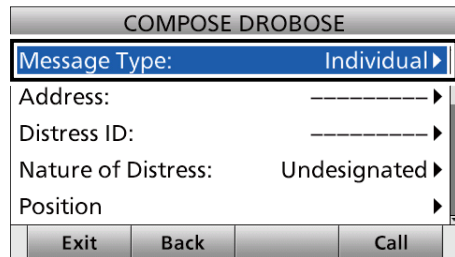 COMPOSE DROBOSE
Message Type: Individual
Address: ---------
Distress ID: ---------
Nature of Distress: Undesignated
Position
Exit Back Call